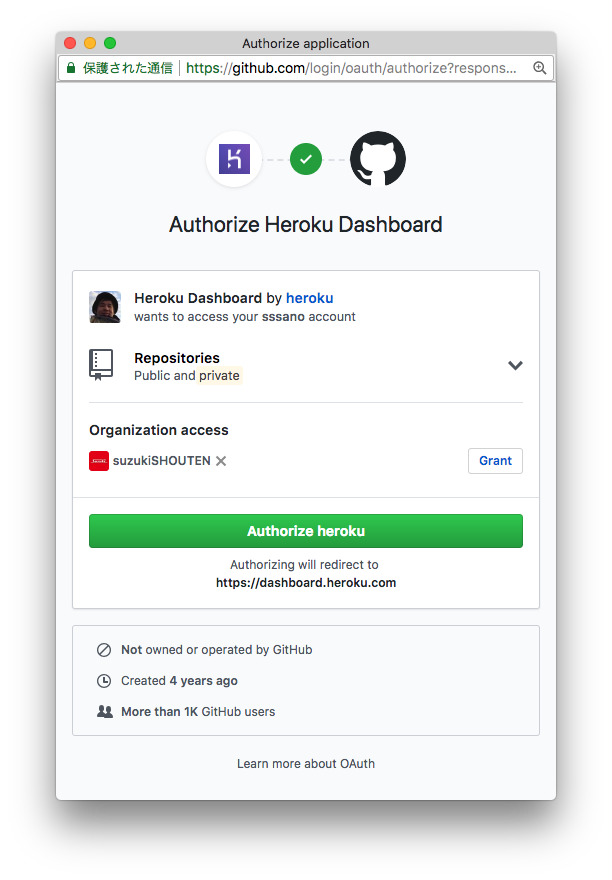 Authorize application
保護された通信 | https://github.com/login/oauth/authorize?respons...
Authorize Heroku Dashboard
Heroku Dashboard by heroku
wants to access your sssano account
Repositories
Public and private
Organization access
suzukiSHOUTEN
Grant
Authorize heroku
Authorizing will redirect to
https://dashboard.heroku.com
Not owned or operated by GitHub
Created 4 years ago
More than 1K GitHub users
Learn more about OAuth